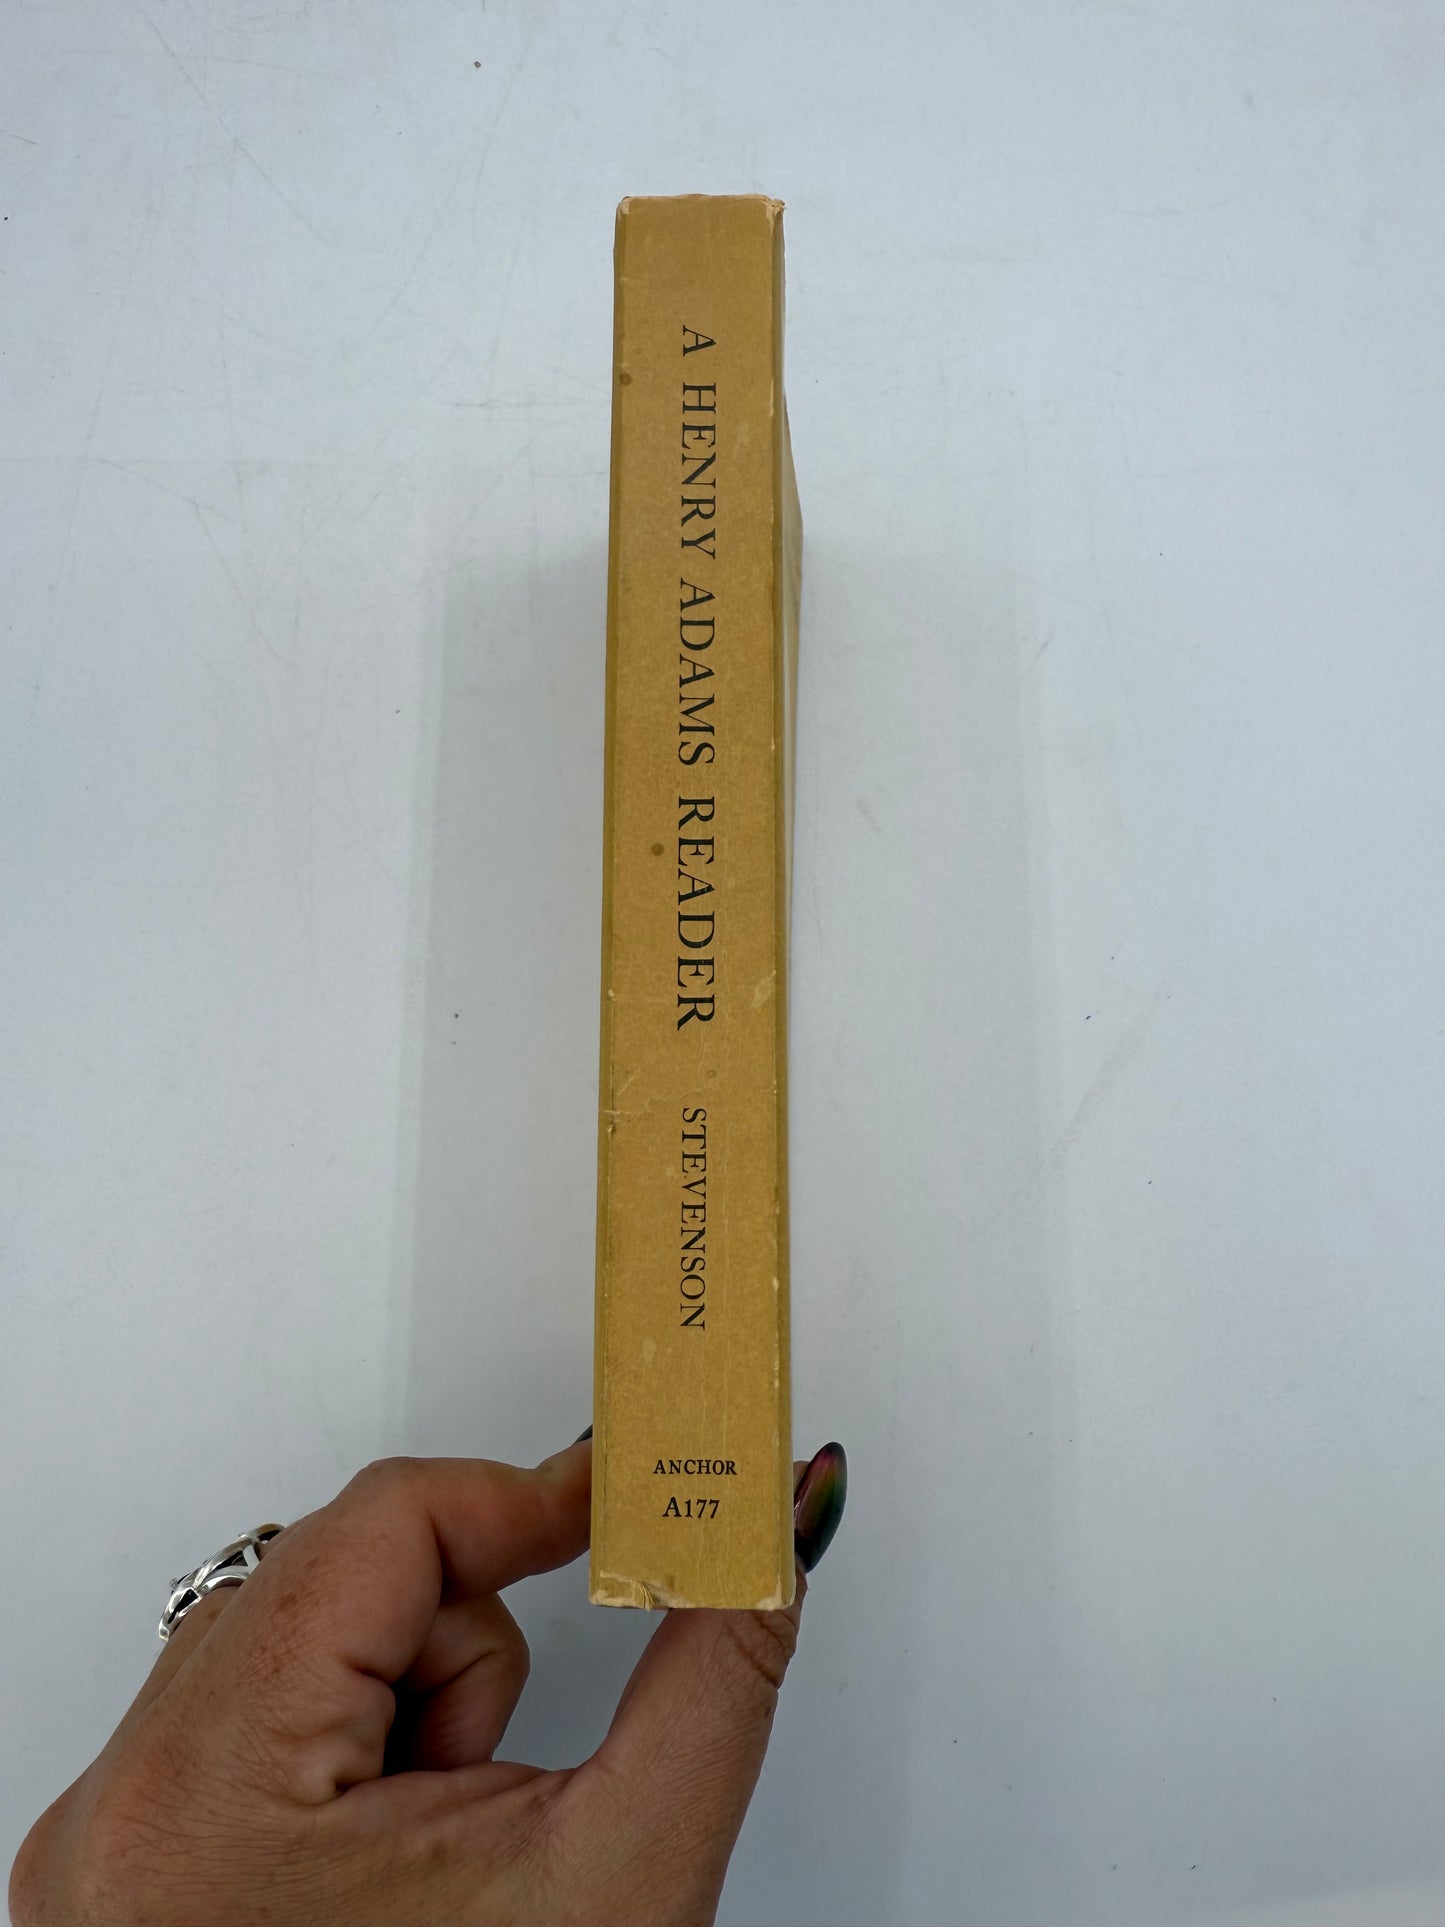 A HENRY ADAMS READER STEVENSON
ANCHOR
A177